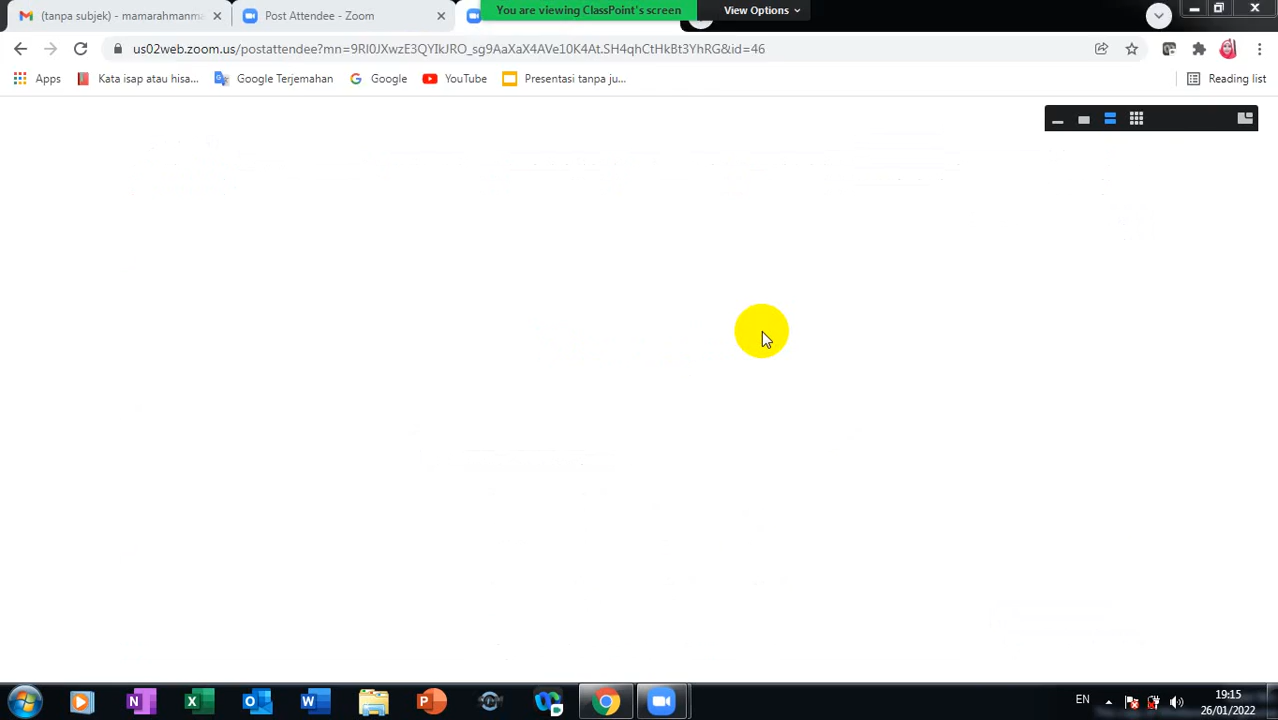 (tanpa subjek) - mamarahmanma
Post Attendee - Zoom
You are viewing ClassPoint's screen
View Options
us02web.zoom.us/postattendee?mn=9RI0JXwzE3QYIkJRO_sg9AaXaX4AVe10K4At.SH4qhCtHkBt3YhRG&id=46
Apps
Kata isap atau hisa...
Google Terjemahan
Google
YouTube
Presentasi tanpa ju...
Reading list
EN
19:15
26/01/2022